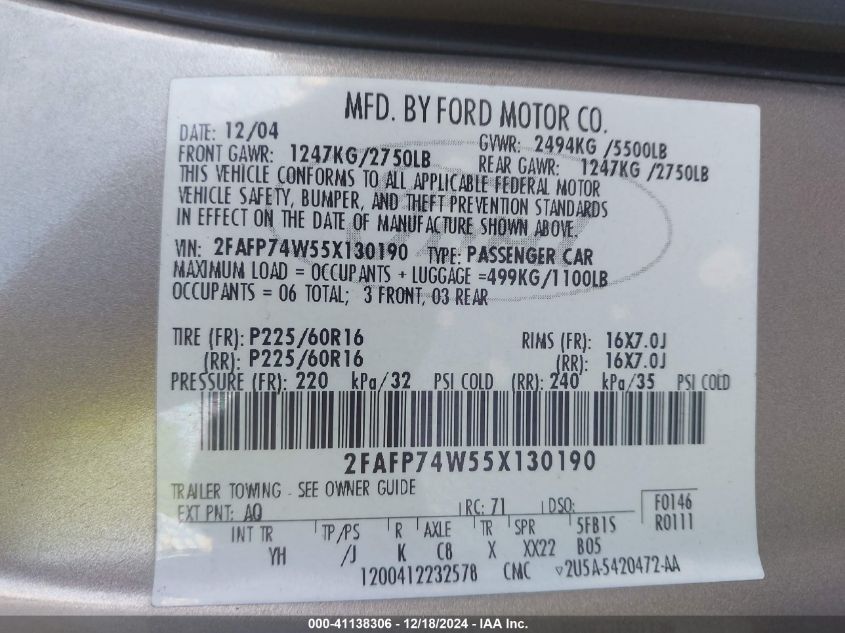 MFD. BY FORD MOTOR CO.
DATE: 12/04 GVWR: 2494KG /5500LB
FRONT GAWR: 1247KG/2750LB REAR GAWR: 1247KG /2750LB
THIS VEHICLE CONFORMS TO ALL APPLICABLE FEDERAL MOTOR
VEHICLE SAFETY, BUMPER, AND THEFT PREVENTION STANDARDS
IN EFFECT ON THE DATE OF MANUFACTURE SHOWN ABOVE.
VIN: 2FAFP74W55X130190 TYPE: PASSENGER CAR
MAXIMUM LOAD = OCCUPANTS + LUGGAGE =499KG/1100LB
OCCUPANTS = 06 TOTAL; 3 FRONT, 03 REAR
TIRE (FR): P225/60R16 RIMS (FR): 16X7.0J
(RR): P225/60R16 (RR): 16X7.0J
PRESSURE (FR): 220 kPa/32 PSI COLD (RR): 240 kPa/35 PSI COLD
2FAFP74W55X130190
TRAILER TOWING - SEE OWNER GUIDE
EXT PNT: AQ RC: 71 DSO: F0146
R0111
INT TR TP/PS R AXLE TR SPR 5FB1S
YH /J K C8 X XX22 B05
1200412232578 CMC ▽2U5A-5420472-AA
000-41138306 - 12/18/2024 - IAA Inc.